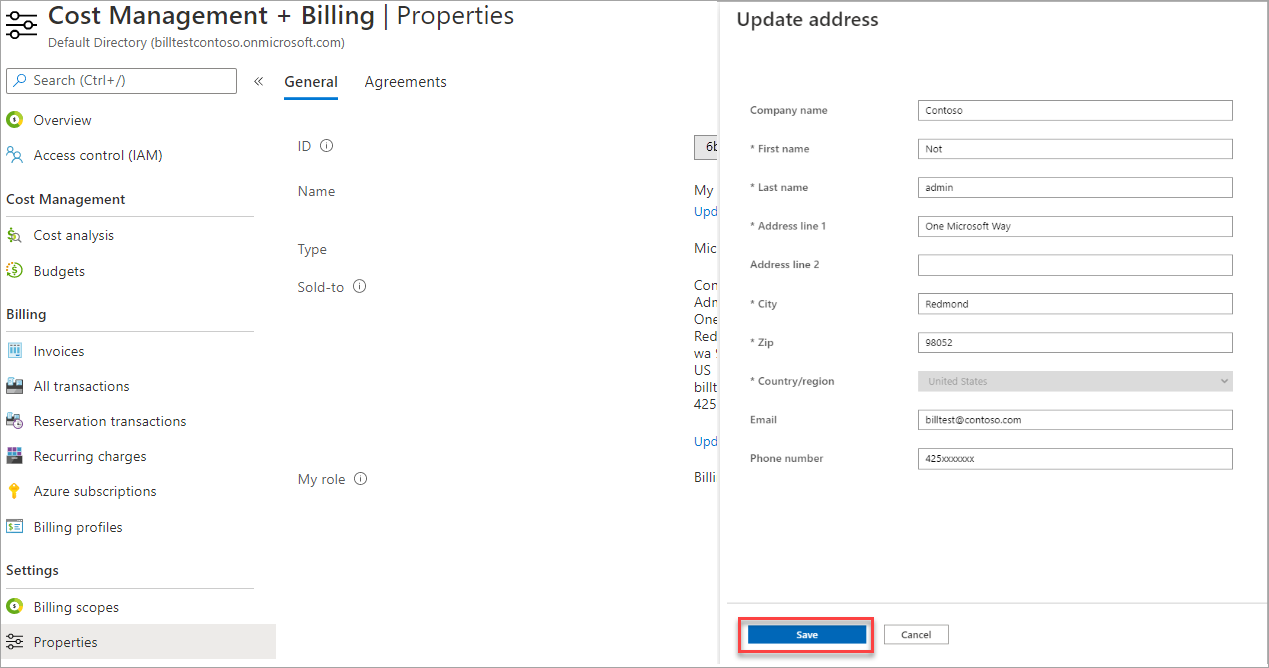 Cost Management + Billing | Properties
Default Directory (billtestcontoso.onmicrosoft.com)
Search (Ctrl+/)
«
Overview
Access control (IAM)
Cost Management
Cost analysis
Budgets
Billing
Invoices
All transactions
Reservation transactions
Recurring charges
Azure subscriptions
Billing profiles
Settings
Billing scopes
Properties
General Agreements
ID
6b
Name
My
Upd
Type
Mic
Sold-to
Con
Adm
One
Red
wa 9
US
billt
425
Upd
My role
Billi
Update address
Company name Contoso
* First name Not
* Last name admin
* Address line 1 One Microsoft Way
Address line 2
* City Redmond
* Zip 98052
* Country/region United States
Email billtest@contoso.com
Phone number 425xxxxxxx
Save Cancel